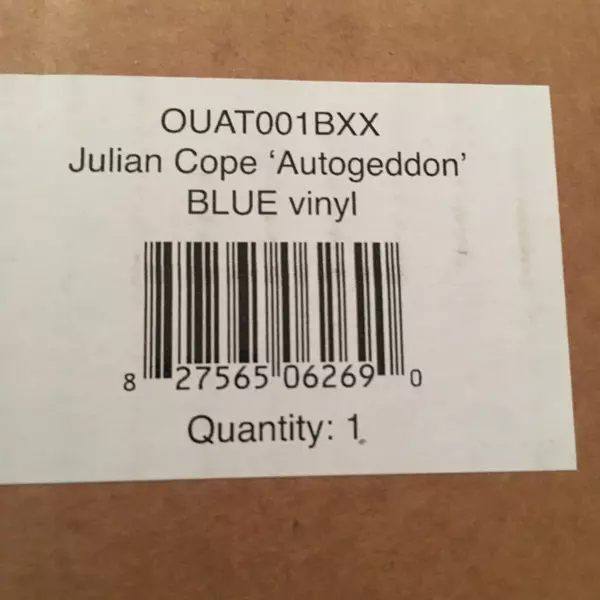 OUAT001BXX
Julian Cope ‘Autogeddon’
BLUE vinyl
8 27565 06269 0
Quantity: 1